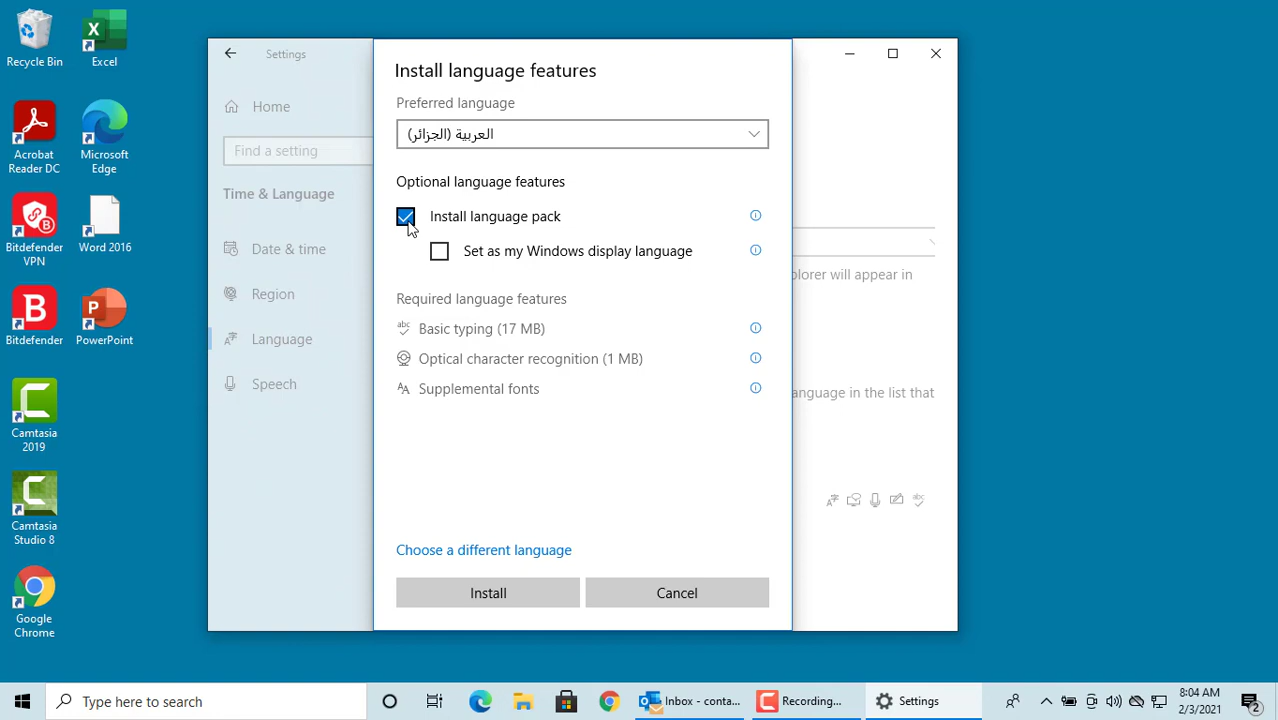 Recycle Bin
Excel
Acrobat
Reader DC
Microsoft
Edge
Bitdefender
VPN
Word 2016
Bitdefender
PowerPoint
Camtasia
2019
Camtasia
Studio 8
Google
Chrome
Settings
Home
Find a setting
Time & Language
Date & time
Region
Language
Speech
Install language features
Preferred language
العربية (الجزائر)
Optional language features
Install language pack
Set as my Windows display language
Required language features
Basic typing (17 MB)
Optical character recognition (1 MB)
Supplemental fonts
Choose a different language
Install
Cancel
plorer will appear in
anguage in the list that
Type here to search
Inbox - conta...
Recording...
Settings
8:04 AM
2/3/2021
2